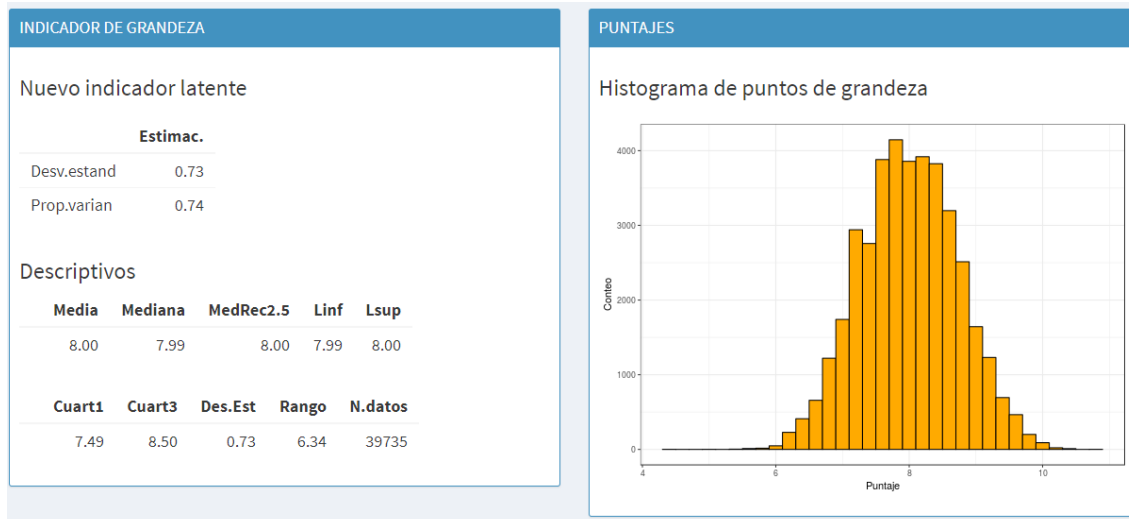 INDICADOR DE GRANDEZA
Nuevo indicador latente
Estimac.
Desv.estand 0.73
Prop.varian 0.74
Descriptivos
Media Mediana MedRec2.5 Linf Lsup
8.00 7.99 8.00 7.99 8.00
Cuart1 Cuart3 Des.Est Rango N.datos
7.49 8.50 0.73 6.34 39735
PUNTAJES
Histograma de puntos de grandeza
4000
3000
2000
1000
0
Conteo
4 6 8 10
Puntaje